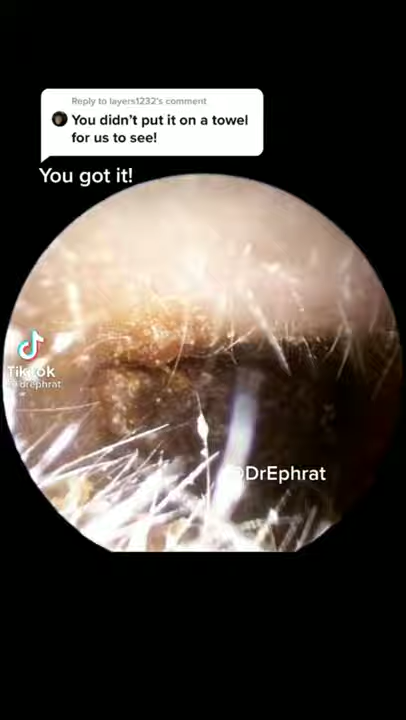 Reply to layers1232's comment
You didn't put it on a towel
for us to see!
You got it!
TikTok
@drephrat
@DrEphrat